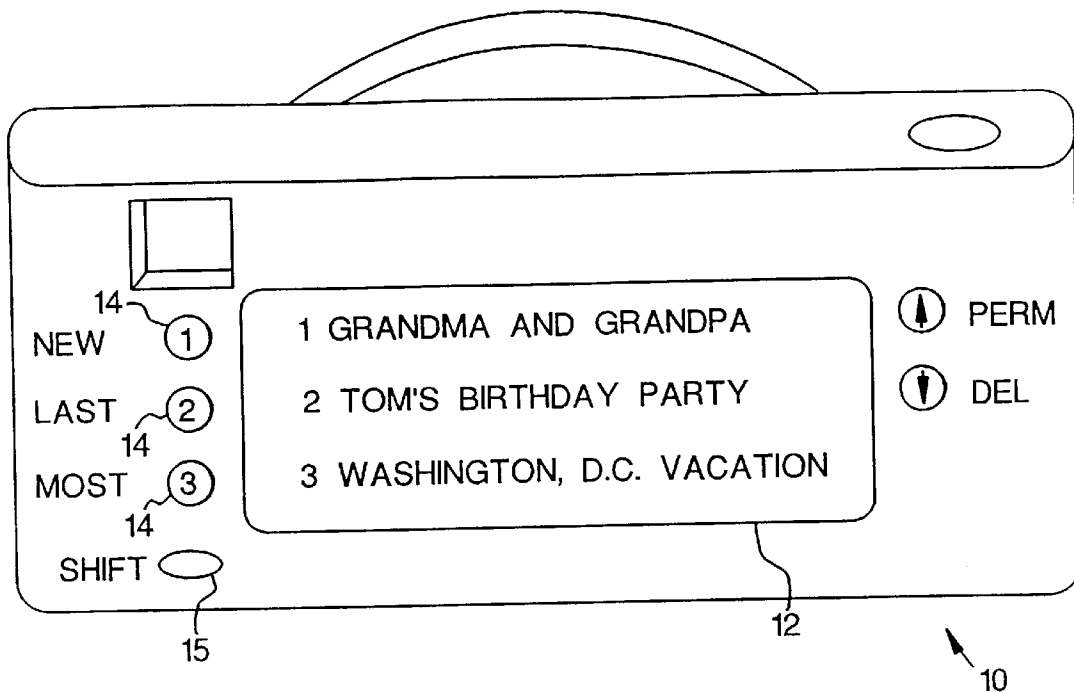 14
NEW 1
LAST 2
14
MOST 3
14
SHIFT
15
1 GRANDMA AND GRANDPA
2 TOM'S BIRTHDAY PARTY
3 WASHINGTON, D.C. VACATION
PERM
DEL
12
10